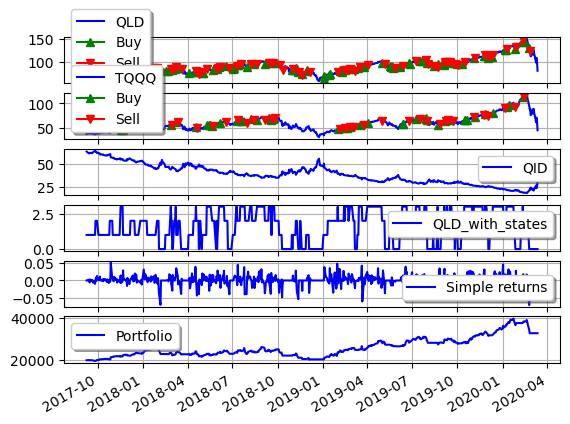 QLD
Buy
Sell
150
100
TQQQ
Buy
Sell
100
50
QID
50
25
QLD_with_states
2.5
0.0
Simple returns
0.05
0.00
−0.05
Portfolio
40000
20000
2017-10
2018-01
2018-04
2018-07
2018-10
2019-01
2019-04
2019-07
2019-10
2020-01
2020-04